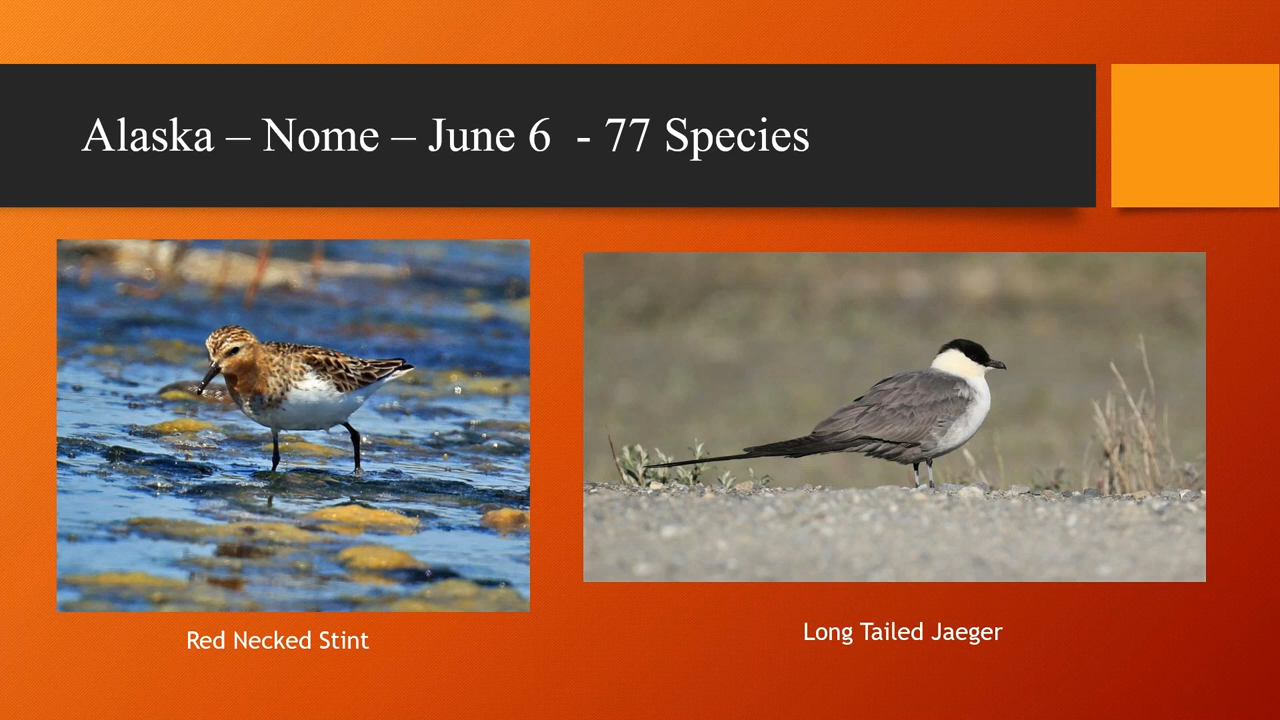 Alaska – Nome – June 6  - 77 Species
Red Necked Stint
Long Tailed Jaeger